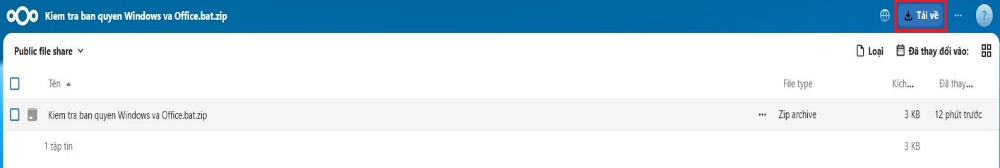 Kiem tra ban quyen Windows va Office.bat.zip Tải về ... ?
Public file share Loại Đã thay đổi vào:
Tên File type Kích... Đã thay...
Kiem tra ban quyen Windows va Office.bat.zip ... Zip archive 3 KB 12 phút trước
1 tập tin 3 KB